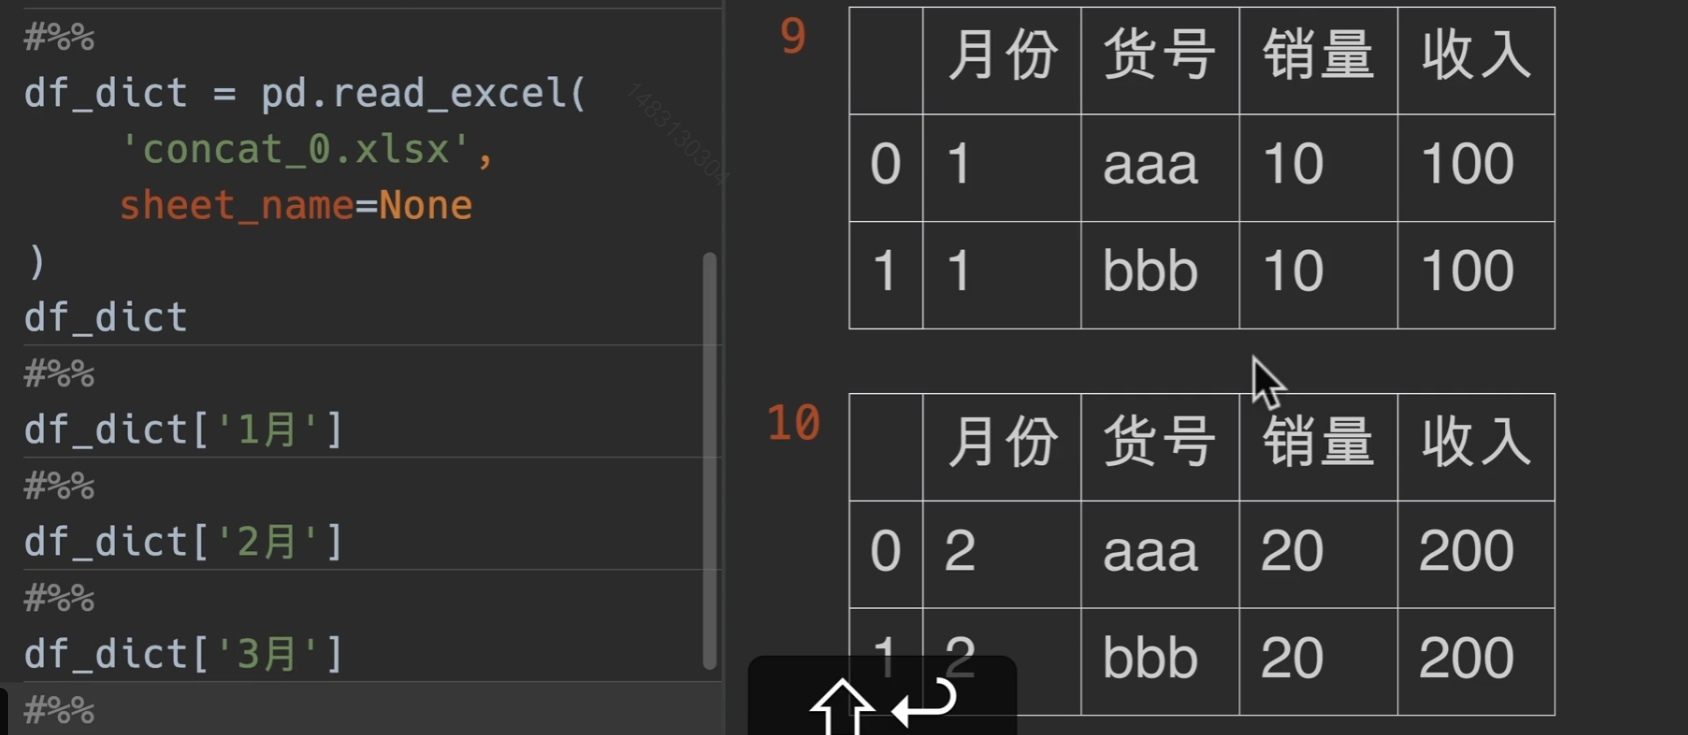 #%%
df_dict = pd.read_excel(
'concat_0.xlsx',
sheet_name=None
)
df_dict
#%%
df_dict['1月']
#%%
df_dict['2月']
#%%
df_dict['3月']
#%%
1483130304
9
月份 货号 销量 收入
0 1 aaa 10 100
1 1 bbb 10 100
10
月份 货号 销量 收入
0 2 aaa 20 200
1 2 bbb 20 200